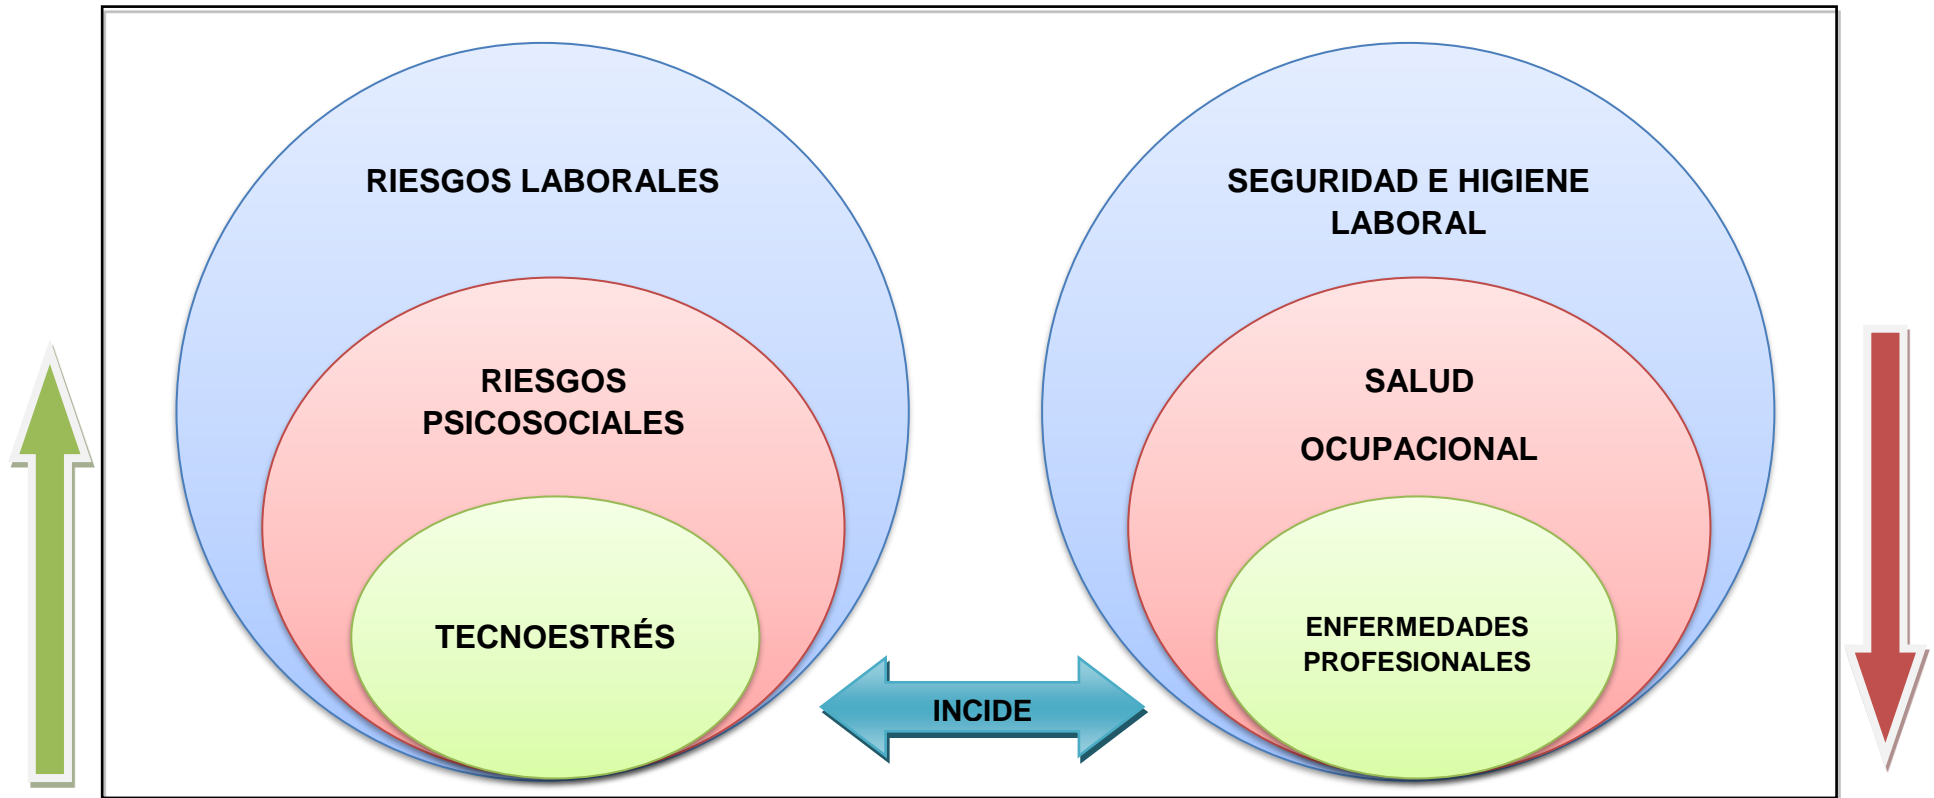 RIESGOS LABORALES
RIESGOS
PSICOSOCIALES
TECNOESTRÉS
INCIDE
SEGURIDAD E HIGIENE
LABORAL
SALUD
OCUPACIONAL
ENFERMEDADES
PROFESIONALES